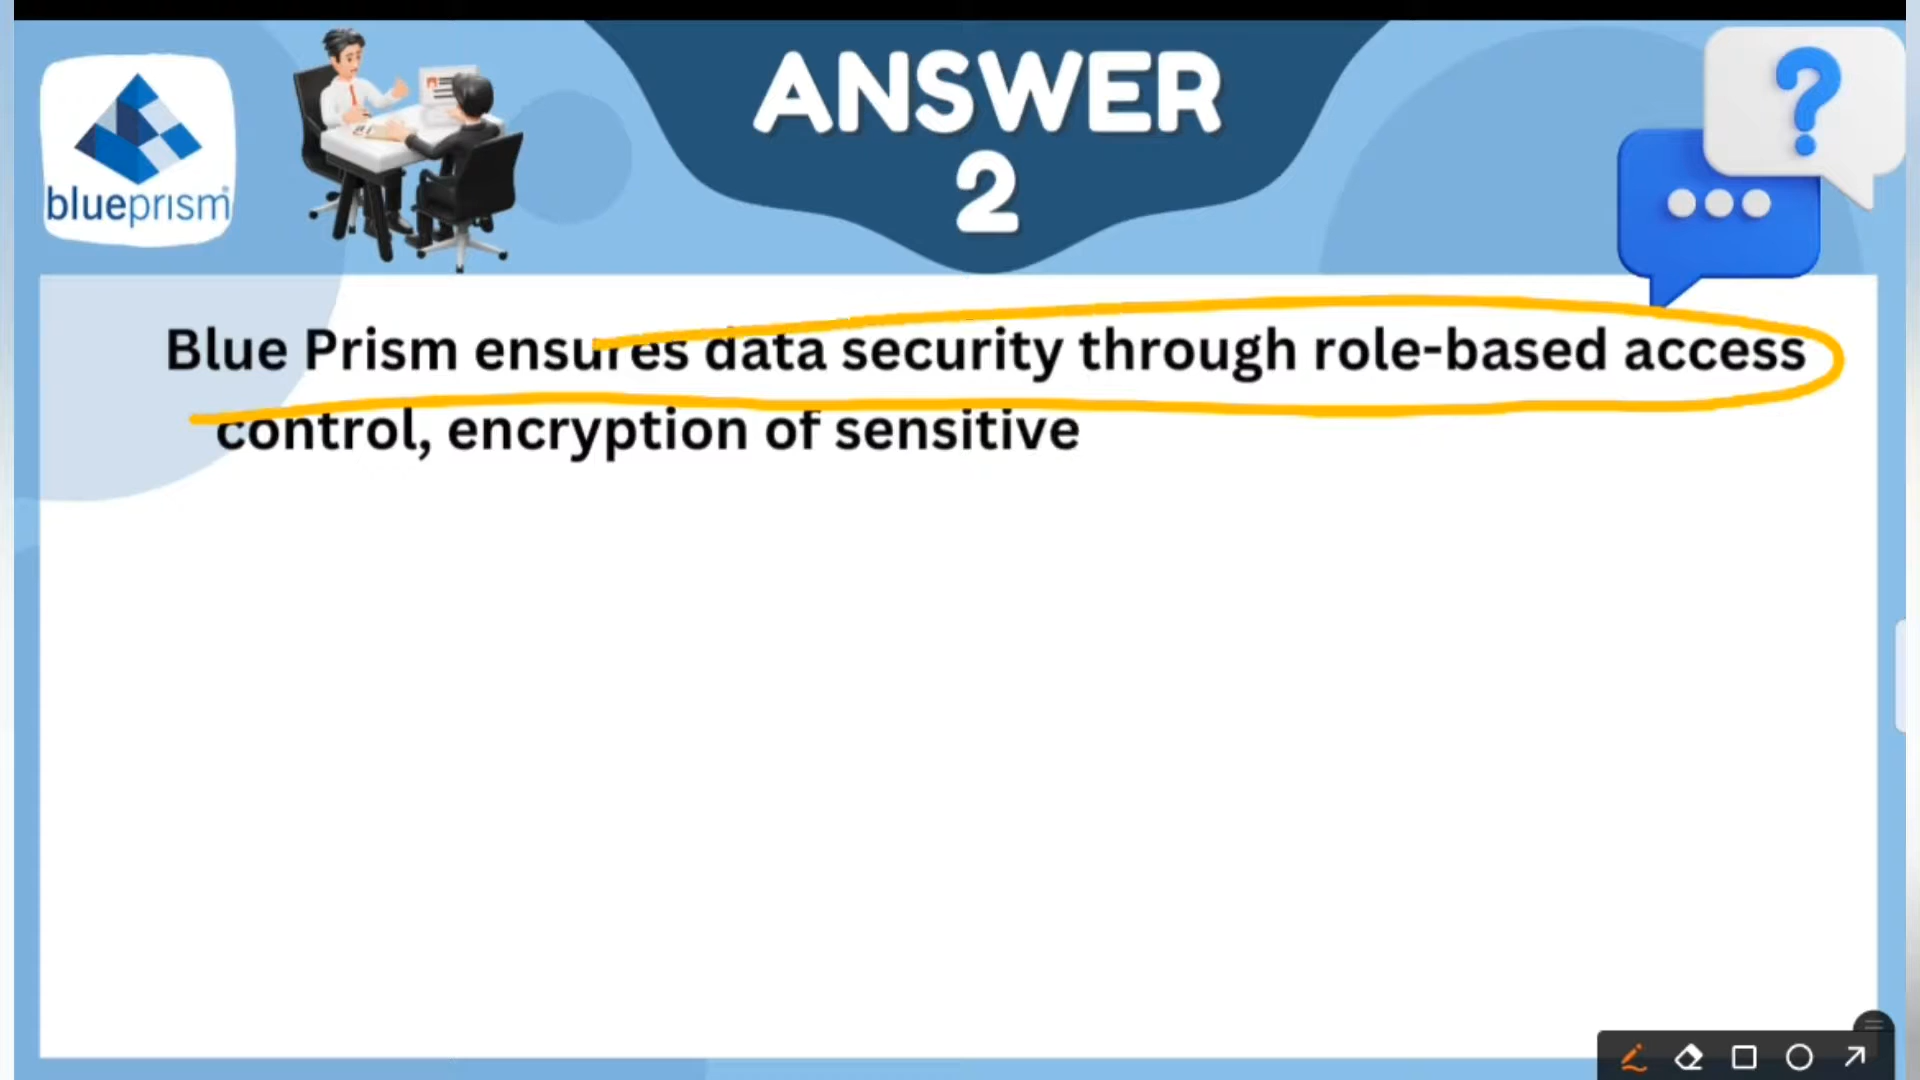 blueprism
ANSWER
2
Blue Prism ensures data security through role-based access
control, encryption of sensitive